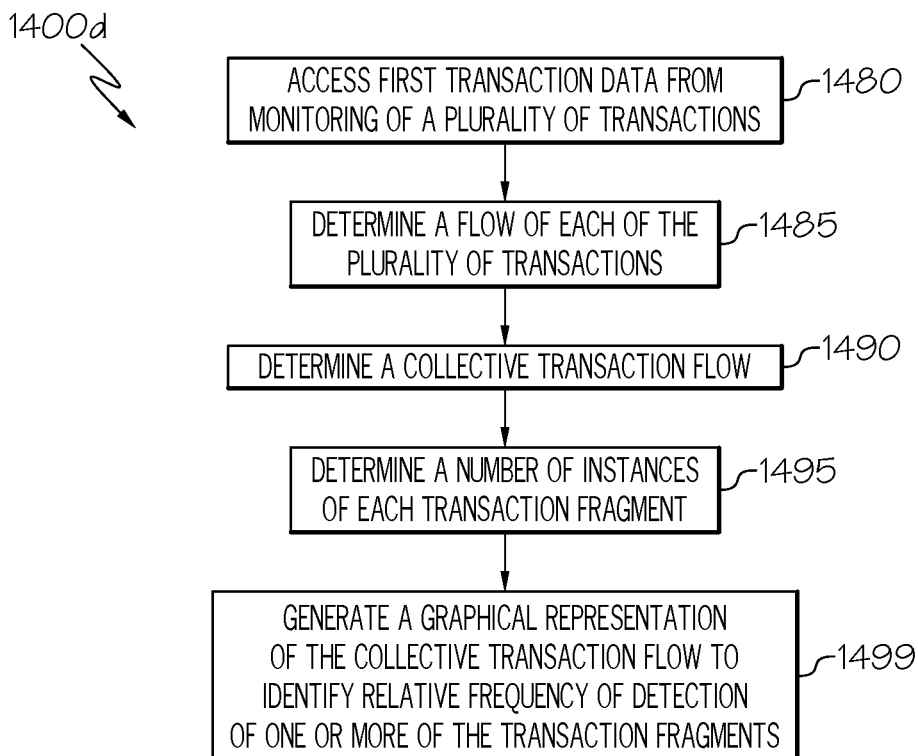 1400d
ACCESS FIRST TRANSACTION DATA FROM
MONITORING OF A PLURALITY OF TRANSACTIONS
1480
DETERMINE A FLOW OF EACH OF THE
PLURALITY OF TRANSACTIONS
1485
DETERMINE A COLLECTIVE TRANSACTION FLOW
1490
DETERMINE A NUMBER OF INSTANCES
OF EACH TRANSACTION FRAGMENT
1495
GENERATE A GRAPHICAL REPRESENTATION
OF THE COLLECTIVE TRANSACTION FLOW TO
IDENTIFY RELATIVE FREQUENCY OF DETECTION
OF ONE OR MORE OF THE TRANSACTION FRAGMENTS
1499